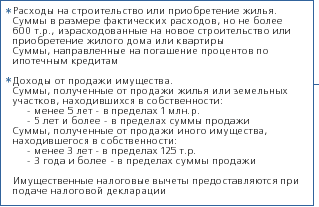 *Расходы на строительство или приобретение жилья.
Суммы в размере фактических расходов, но не более
600 т.р., израсходованные на новое строительство или
приобретение жилого дома или квартиры
Суммы, направленные на погашение процентов по
ипотечным кредитам
*Доходы от продажи имущества.
Суммы, полученные от продажи жилья или земельных
участков, находившихся в собственности:
- менее 5 лет - в пределах 1 млн.р.
- 5 лет и более - в пределах суммы продажи
Суммы, полученные от продажи иного имущества,
находившегося в собственности:
- менее 3 лет - в пределах 125 т.р.
- 3 года и более - в пределах суммы продажи
Имущественные налоговые вычеты предоставляются при
подаче налоговой декларации